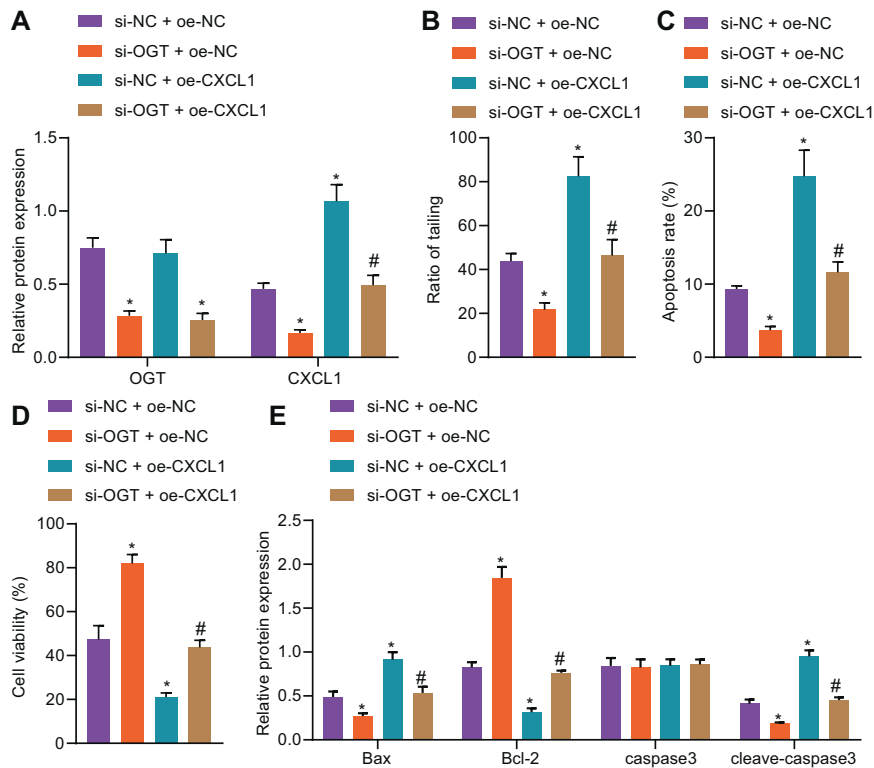 A
si-NC + oe-NC
si-OGT + oe-NC
si-NC + oe-CXCL1
si-OGT + oe-CXCL1
Relative protein expression
1.5
1.0
0.5
0.0
*
*
*
*
#
OGT
CXCL1
B
si-NC + oe-NC
si-OGT + oe-NC
si-NC + oe-CXCL1
si-OGT + oe-CXCL1
Ratio of tailing
100
80
60
40
20
0
*
*
#
C
si-NC + oe-NC
si-OGT + oe-NC
si-NC + oe-CXCL1
si-OGT + oe-CXCL1
Apoptosis rate (%)
30
20
10
0
*
*
#
D
si-NC + oe-NC
si-OGT + oe-NC
si-NC + oe-CXCL1
si-OGT + oe-CXCL1
Cell viability (%)
100
80
60
40
20
0
*
*
#
E
si-NC + oe-NC
si-OGT + oe-NC
si-NC + oe-CXCL1
si-OGT + oe-CXCL1
Relative protein expression
2.5
2.0
1.5
1.0
0.5
0.0
*
*
#
*
*
#
*
*
#
Bax
Bcl-2
caspase3
cleave-caspase3